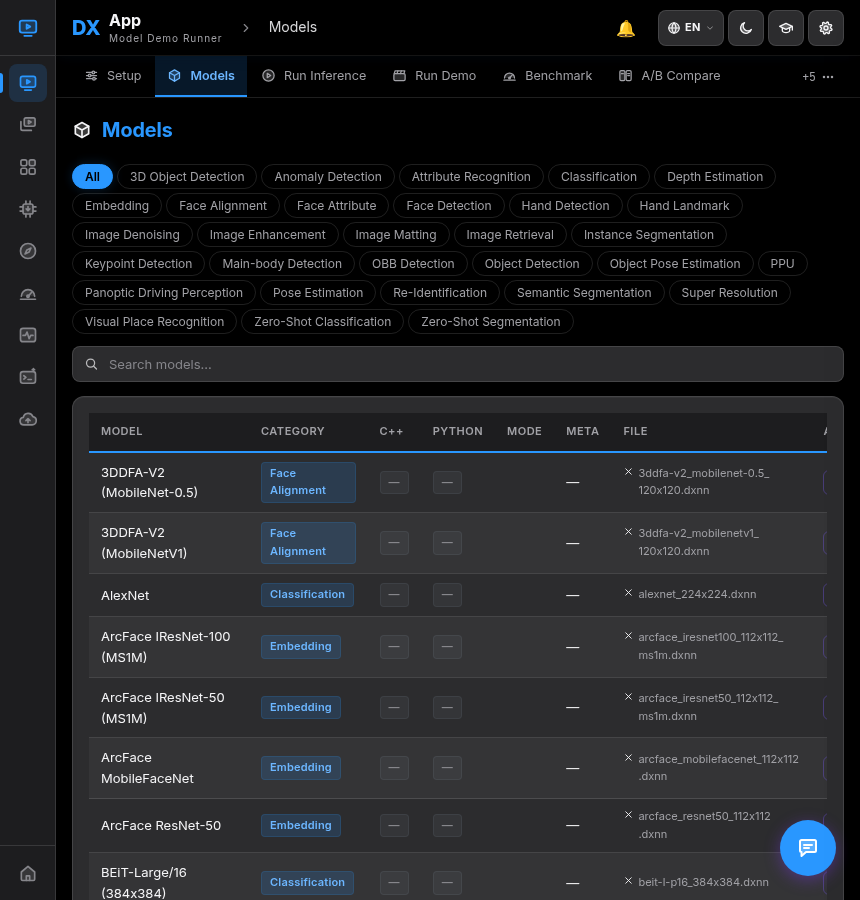 DX App
Model Demo Runner
Models
EN
Setup
Models
Run Inference
Run Demo
Benchmark
A/B Compare
+5
Models
All
3D Object Detection
Anomaly Detection
Attribute Recognition
Classification
Depth Estimation
Embedding
Face Alignment
Face Attribute
Face Detection
Hand Detection
Hand Landmark
Image Denoising
Image Enhancement
Image Matting
Image Retrieval
Instance Segmentation
Keypoint Detection
Main-body Detection
OBB Detection
Object Detection
Object Pose Estimation
PPU
Panoptic Driving Perception
Pose Estimation
Re-Identification
Semantic Segmentation
Super Resolution
Visual Place Recognition
Zero-Shot Classification
Zero-Shot Segmentation
Search models...
MODEL CATEGORY C++ PYTHON MODE META FILE
3DDFA-V2
(MobileNet-0.5)
Face
Alignment
— — —
3ddfa-v2_mobilenet-0.5_
120x120.dxnn
3DDFA-V2
(MobileNetV1)
Face
Alignment
— — —
3ddfa-v2_mobilenetv1_
120x120.dxnn
AlexNet
Classification
— — —
alexnet_224x224.dxnn
ArcFace IResNet-100
(MS1M)
Embedding
— — —
arcface_iresnet100_112x112_
ms1m.dxnn
ArcFace IResNet-50
(MS1M)
Embedding
— — —
arcface_iresnet50_112x112_
ms1m.dxnn
ArcFace
MobileFaceNet
Embedding
— — —
arcface_mobilefacenet_112x112
.dxnn
ArcFace ResNet-50
Embedding
— — —
arcface_resnet50_112x112
.dxnn
BEiT-Large/16
(384x384)
Classification
— — —
beit-l-p16_384x384.dxnn